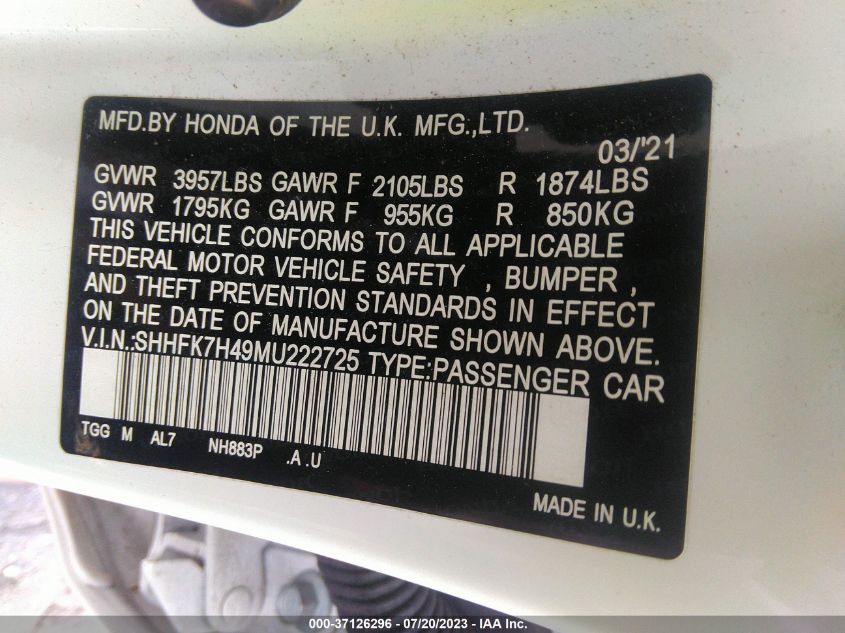 MFD.BY HONDA OF THE U.K. MFG.,LTD.
03/'21
GVWR 3957LBS GAWR F 2105LBS R 1874LBS
GVWR 1795KG GAWR F 955KG R 850KG
THIS VEHICLE CONFORMS TO ALL APPLICABLE
FEDERAL MOTOR VEHICLE SAFETY , BUMPER ,
AND THEFT PREVENTION STANDARDS IN EFFECT
ON THE DATE OF MANUFACTURE SHOWN ABOVE.
V.I.N.:SHHFK7H49MU222725 TYPE:PASSENGER CAR
TGG M AL7 NH883P .A .U
MADE IN U.K.
000-37126296 - 07/20/2023 - IAA Inc.